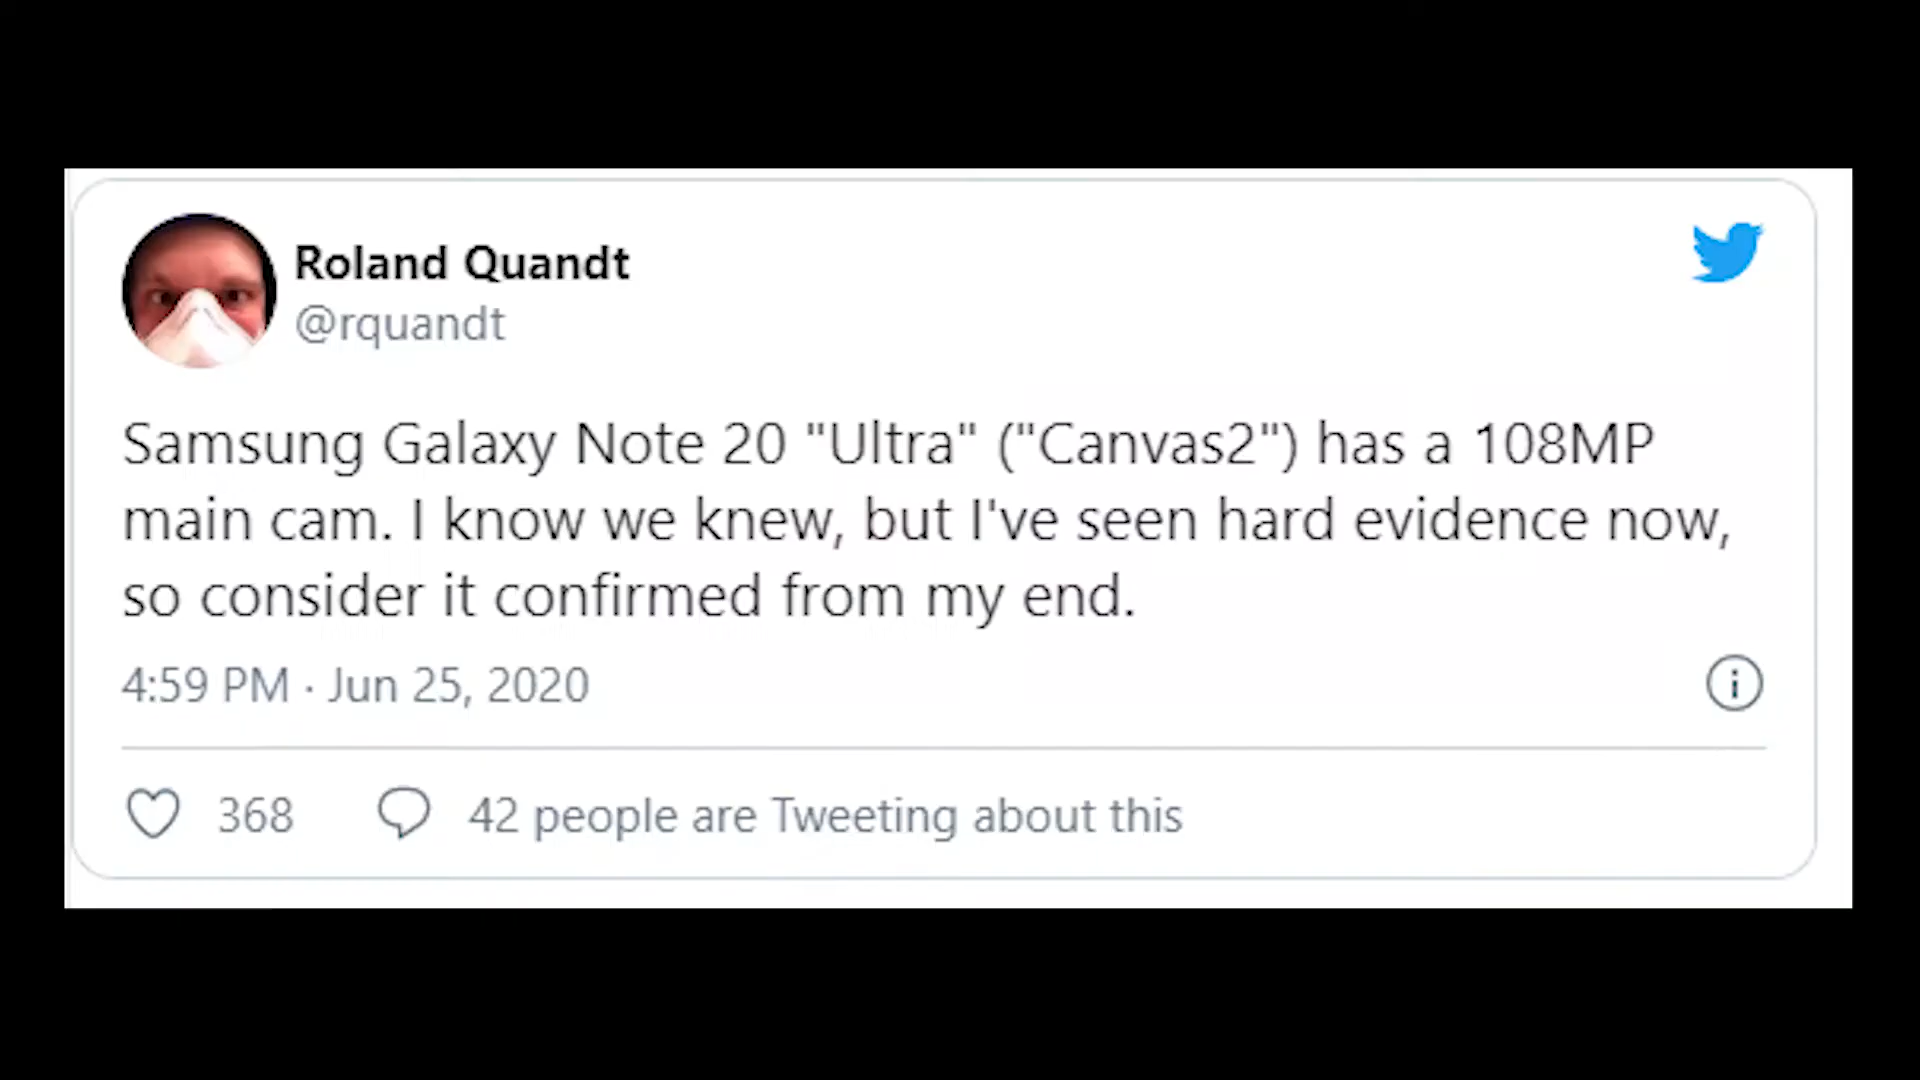 Roland Quandt
@rquandt
Samsung Galaxy Note 20 "Ultra" ("Canvas2") has a 108MP
main cam. I know we knew, but I've seen hard evidence now,
so consider it confirmed from my end.
4:59 PM · Jun 25, 2020
368 42 people are Tweeting about this